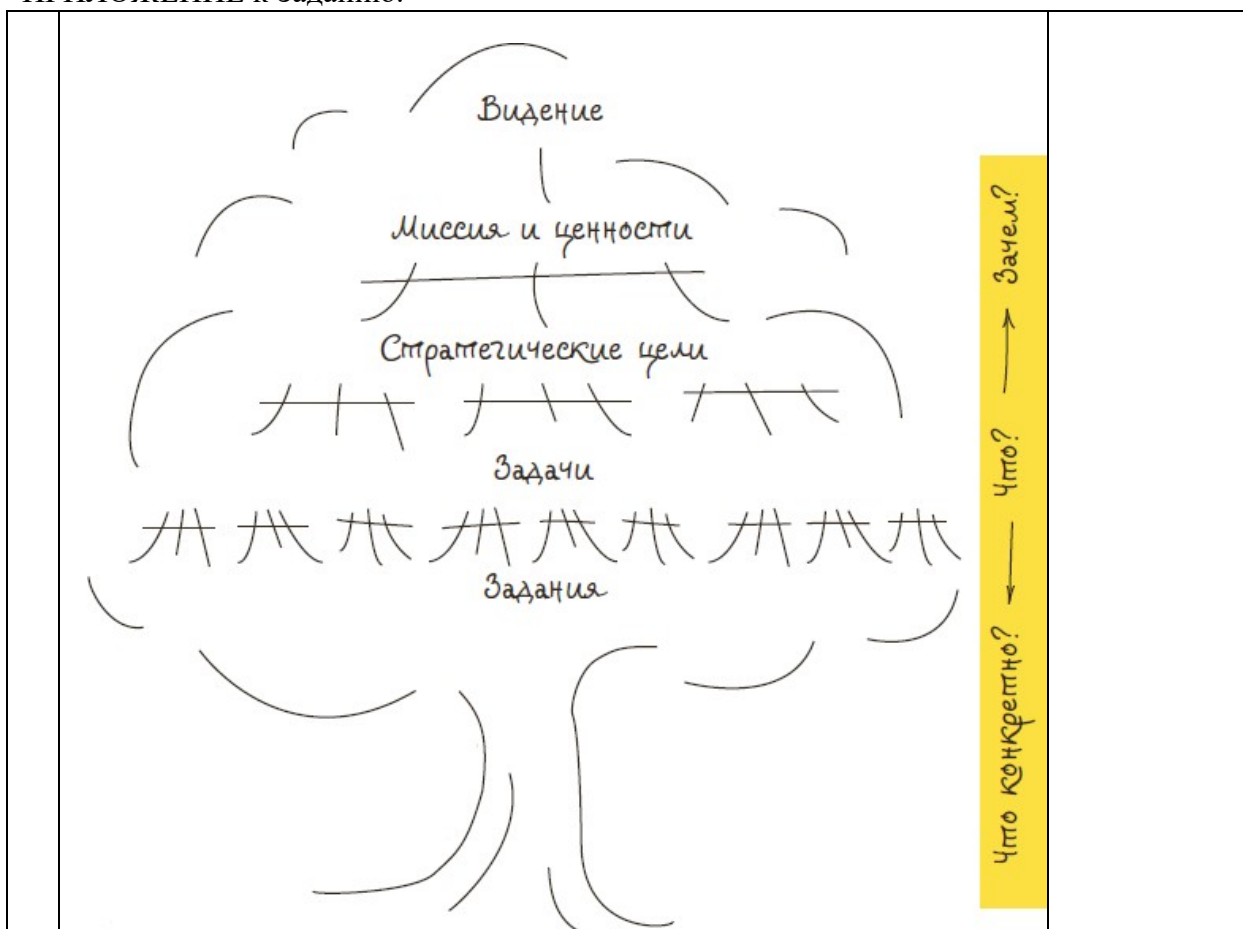 ПРИЛОЖЕНИЕ к Заданию:
Видение
Миссия и ценности
Стратегические цели
Задачи
Задания
Что конкретно? ← Что? → Зачем?